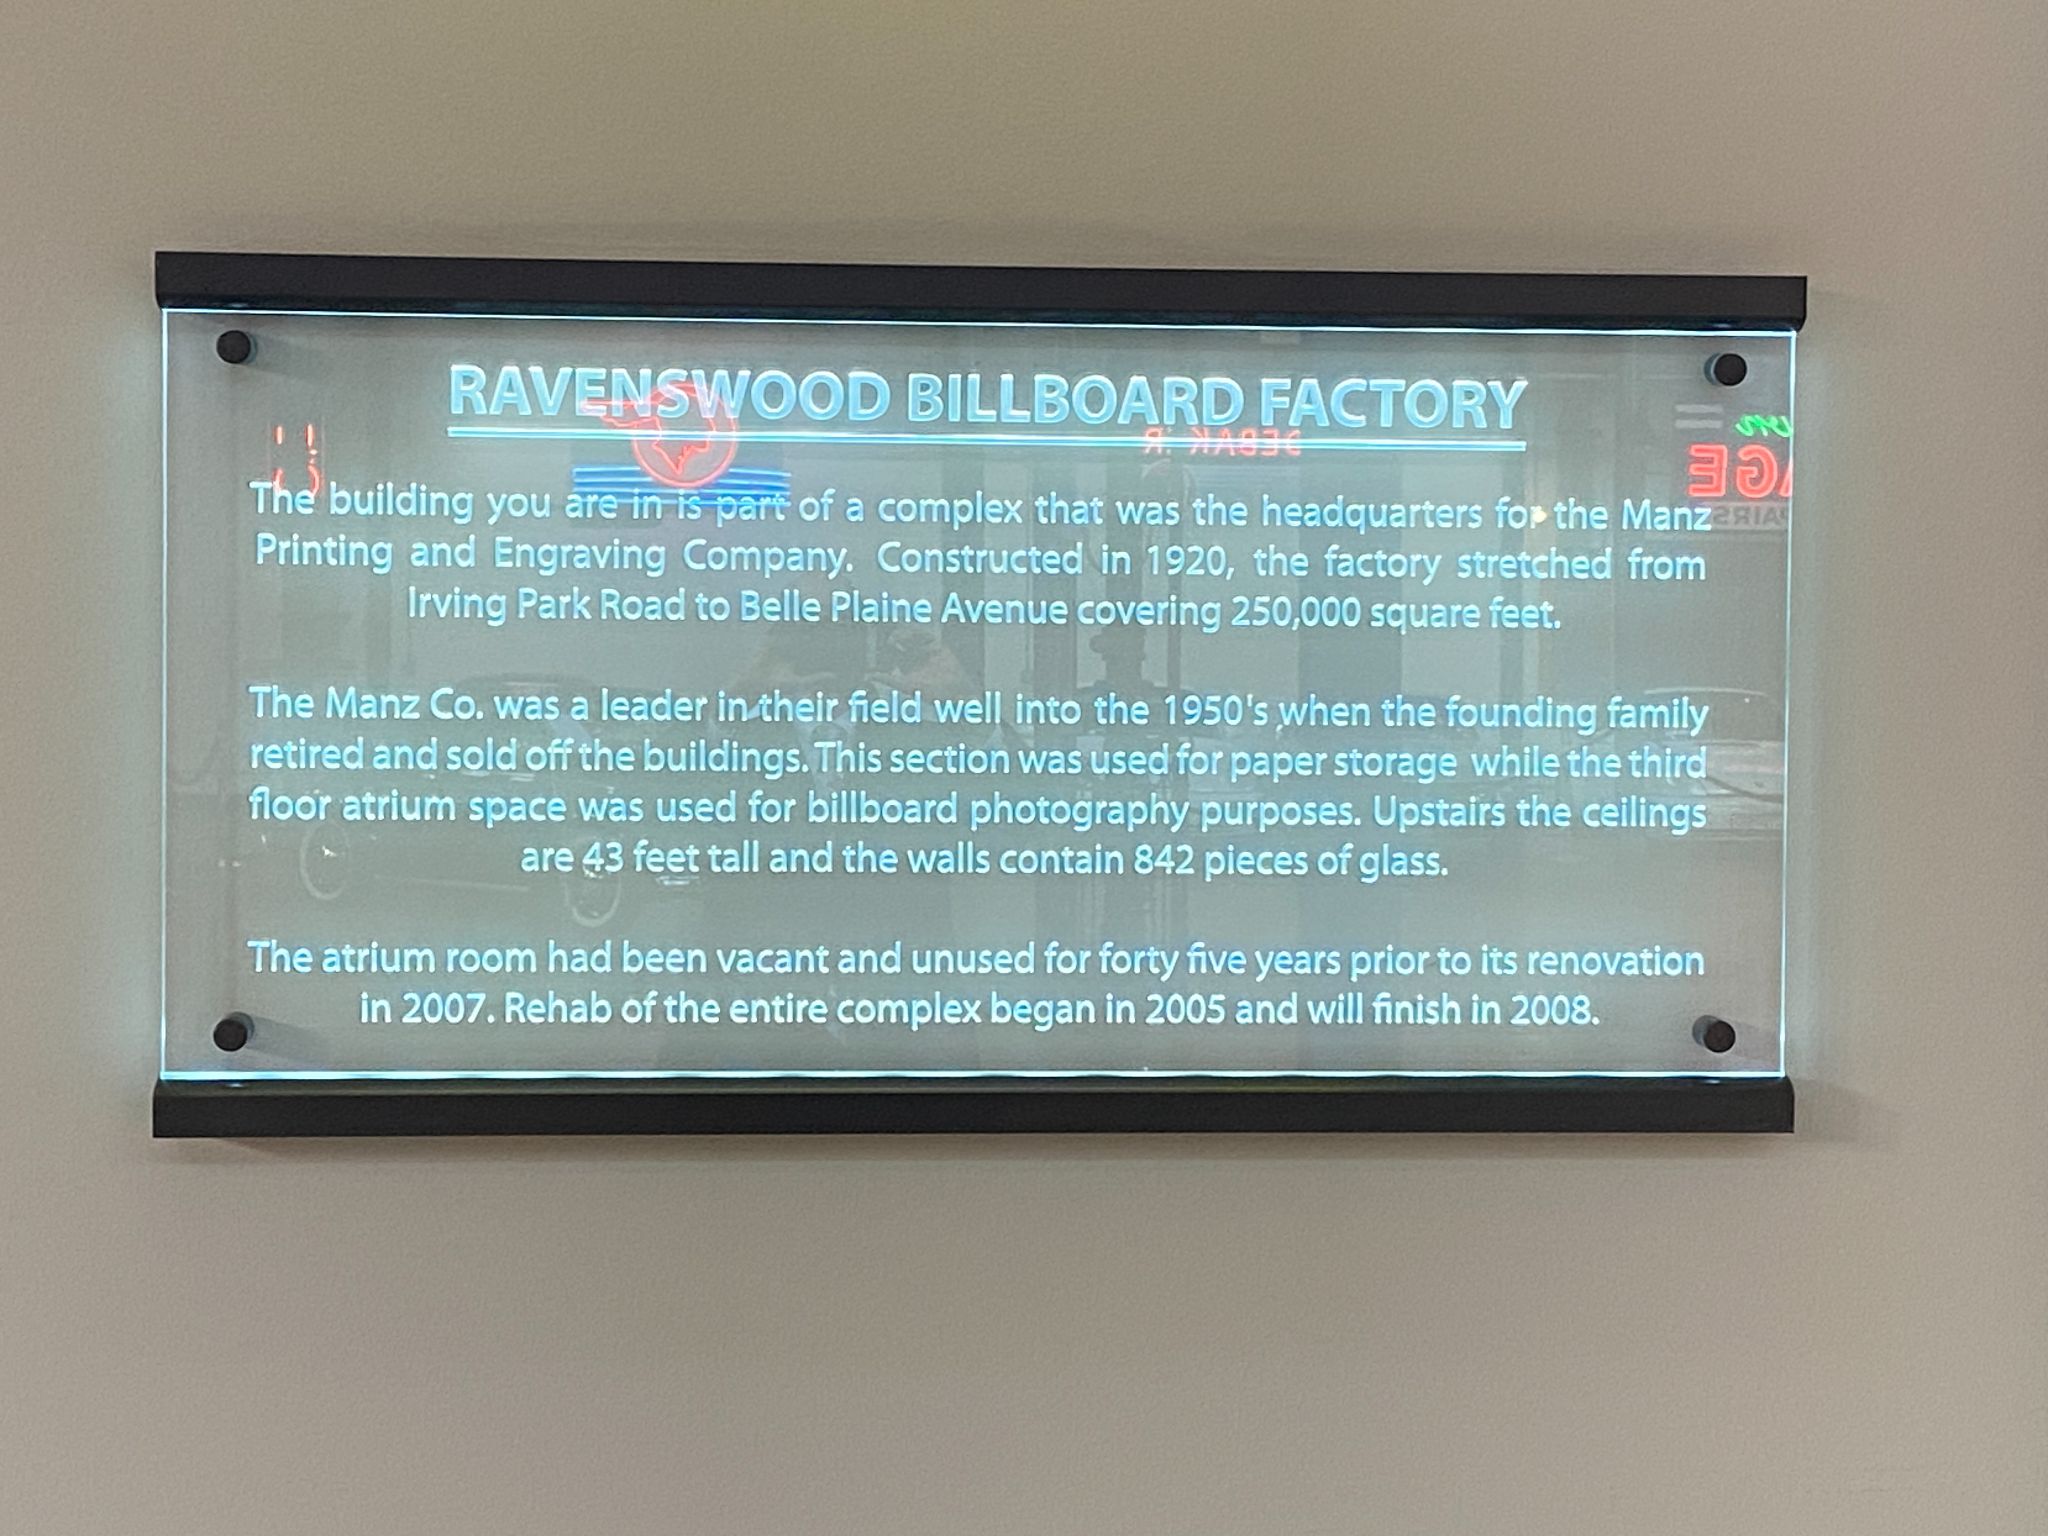 RAVENSWOOD BILLBOARD FACTORY
The building you are in is part of a complex that was the headquarters for the Manz
Printing and Engraving Company. Constructed in 1920, the factory stretched from
Irving Park Road to Belle Plaine Avenue covering 250,000 square feet.
The Manz Co. was a leader in their field well into the 1950's when the founding family
retired and sold off the buildings. This section was used for paper storage while the third
floor atrium space was used for billboard photography purposes. Upstairs the ceilings
are 43 feet tall and the walls contain 842 pieces of glass.
The atrium room had been vacant and unused for forty five years prior to its renovation
in 2007. Rehab of the entire complex began in 2005 and will finish in 2008.